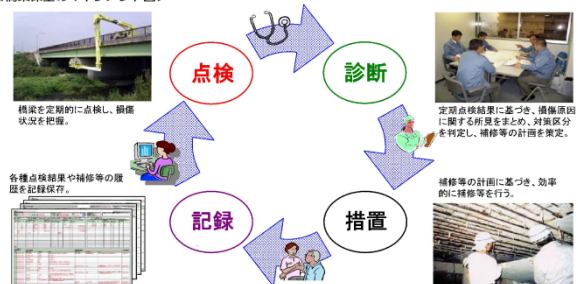 点検
診断
橋梁を定期的に点検し、損傷
状況を把握。
定期点検結果に基づき、損傷原因
に関する所見をまとめ、対策区分
を判定し、補修等の計画を策定。
各種点検結果や補修等の履
歴を記録保存。
補修等の計画に基づき、効率
的に補修等を行う。
記録
措置